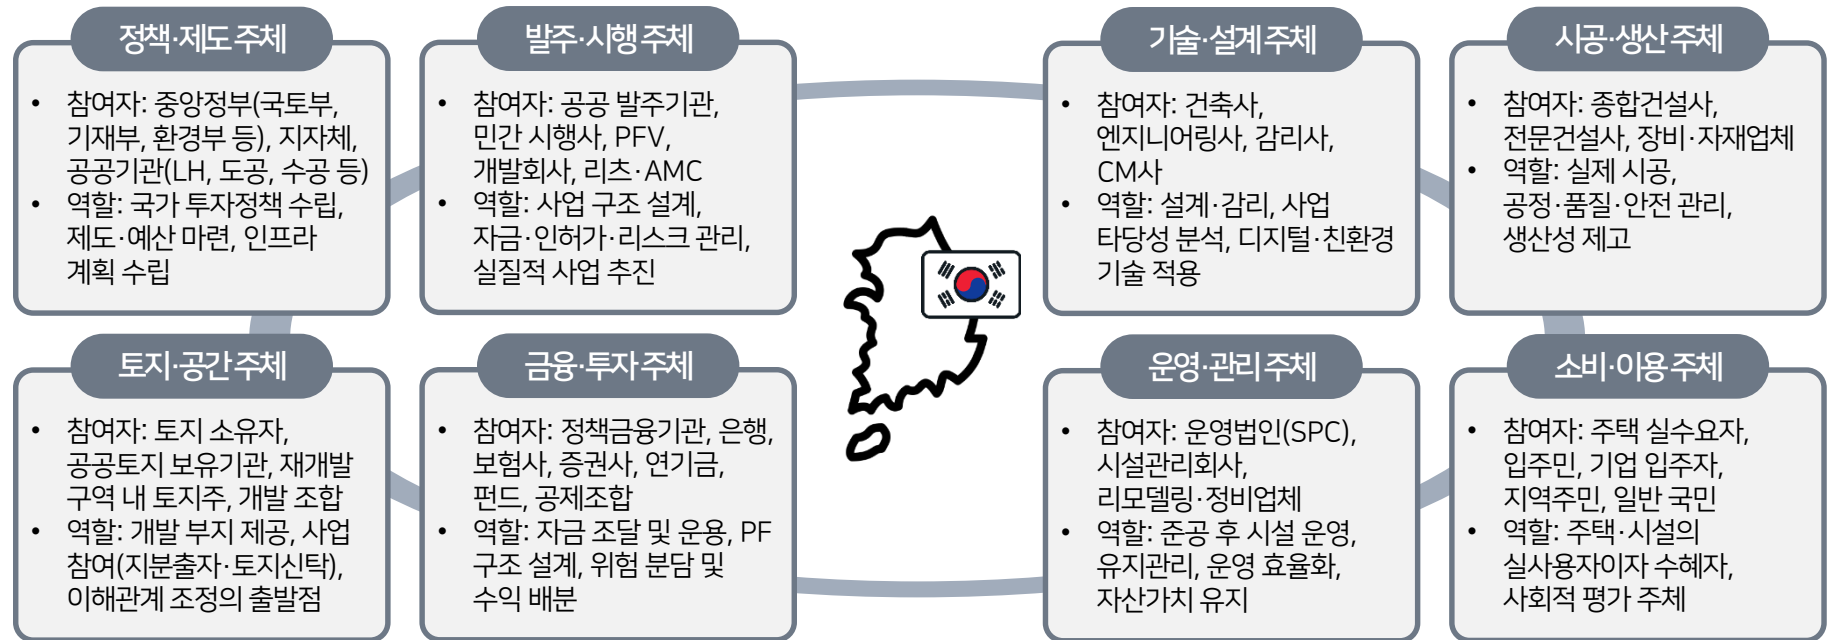 정책·제도 주체
• 참여자: 중앙정부(국토부,
기재부, 환경부 등), 지자체,
공공기관(LH, 도공, 수공 등)
• 역할: 국가 투자정책 수립,
제도·예산 마련, 인프라
계획 수립
발주·시행 주체
• 참여자: 공공 발주기관,
민간 시행사, PFV,
개발회사, 리츠·AMC
• 역할: 사업 구조 설계,
자금·인허가·리스크 관리,
실질적 사업 추진
기술·설계 주체
• 참여자: 건축사,
엔지니어링사, 감리사,
CM사
• 역할: 설계·감리, 사업
타당성 분석, 디지털·친환경
기술 적용
시공·생산 주체
• 참여자: 종합건설사,
전문건설사, 장비·자재업체
• 역할: 실제 시공,
공정·품질·안전 관리,
생산성 제고
토지·공간 주체
• 참여자: 토지 소유자,
공공토지 보유기관, 재개발
구역 내 토지주, 개발 조합
• 역할: 개발 부지 제공, 사업
참여(지분출자·토지신탁),
이해관계 조정의 출발점
금융·투자 주체
• 참여자: 정책금융기관, 은행,
보험사, 증권사, 연기금,
펀드, 공제조합
• 역할: 자금 조달 및 운용, PF
구조 설계, 위험 분담 및
수익 배분
운영·관리 주체
• 참여자: 운영법인(SPC),
시설관리회사,
리모델링·정비업체
• 역할: 준공 후 시설 운영,
유지관리, 운영 효율화,
자산가치 유지
소비·이용 주체
• 참여자: 주택 실수요자,
입주민, 기업 입주자,
지역주민, 일반 국민
• 역할: 주택·시설의
실사용자이자 수혜자,
사회적 평가 주체